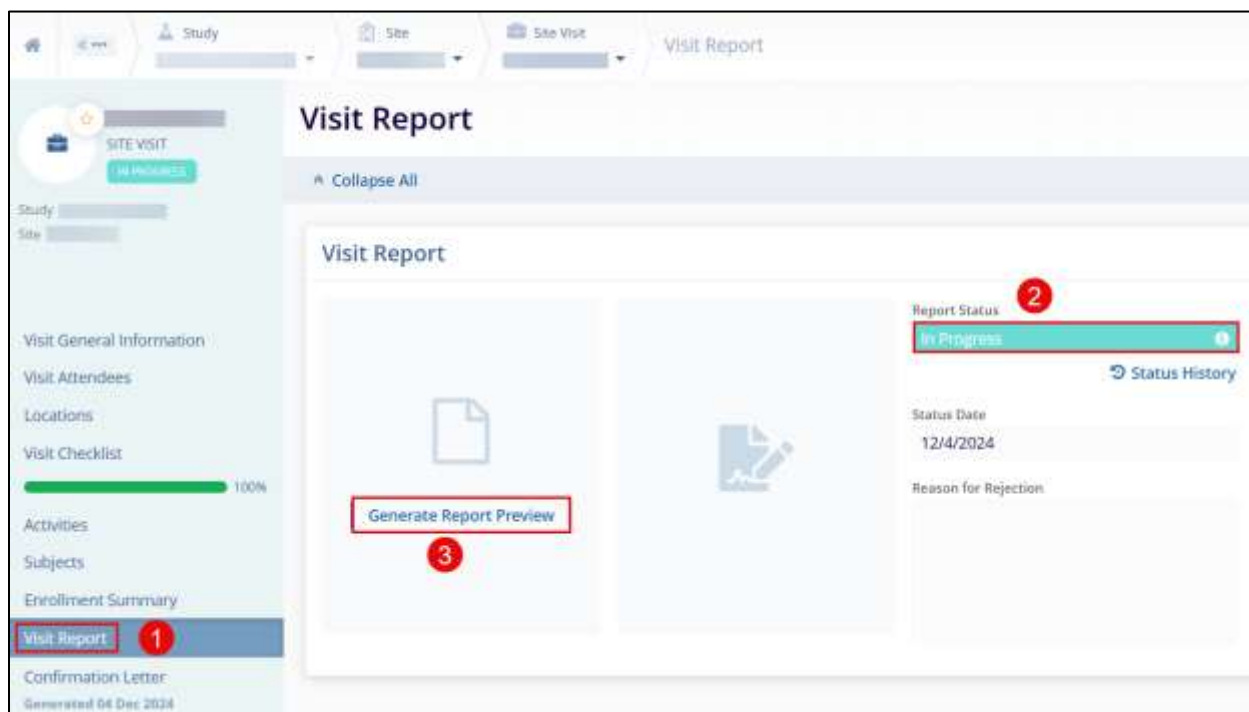 Study
Site
Site Visit
Visit Report
SITE VISIT
IN PROGRESS
Study
Site
Visit General Information
Visit Attendees
Locations
Visit Checklist
100%
Activities
Subjects
Enrollment Summary
Visit Report
1
Confirmation Letter
Generated 04 Dec 2024
Visit Report
Collapse All
Visit Report
Generate Report Preview
3
2
Report Status
In Progress
Status History
Status Date
12/4/2024
Reason for Rejection